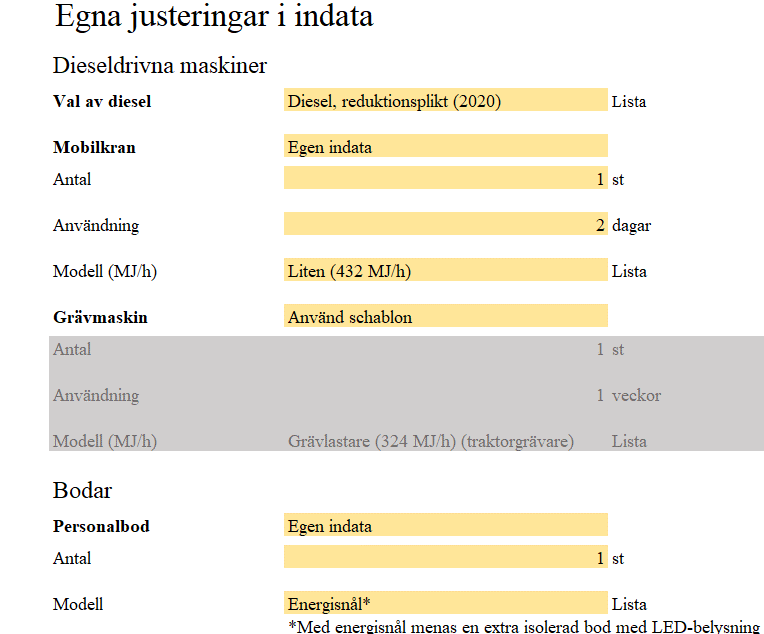 Egna justeringar i indata
Dieseldrivna maskiner
Val av diesel Diesel, reduktionsplikt (2020) Lista
Mobilkran Egen indata
Antal 1 st
Användning 2 dagar
Modell (MJ/h) Liten (432 MJ/h) Lista
Grävmaskin Använd schablon
Antal 1 st
Användning 1 veckor
Modell (MJ/h) Grävlastare (324 MJ/h) (traktorgrävare) Lista
Bodar
Personalbod Egen indata
Antal 1 st
Modell Energisnål* Lista
*Med energisnål menas en extra isolerad bod med LED-belysning